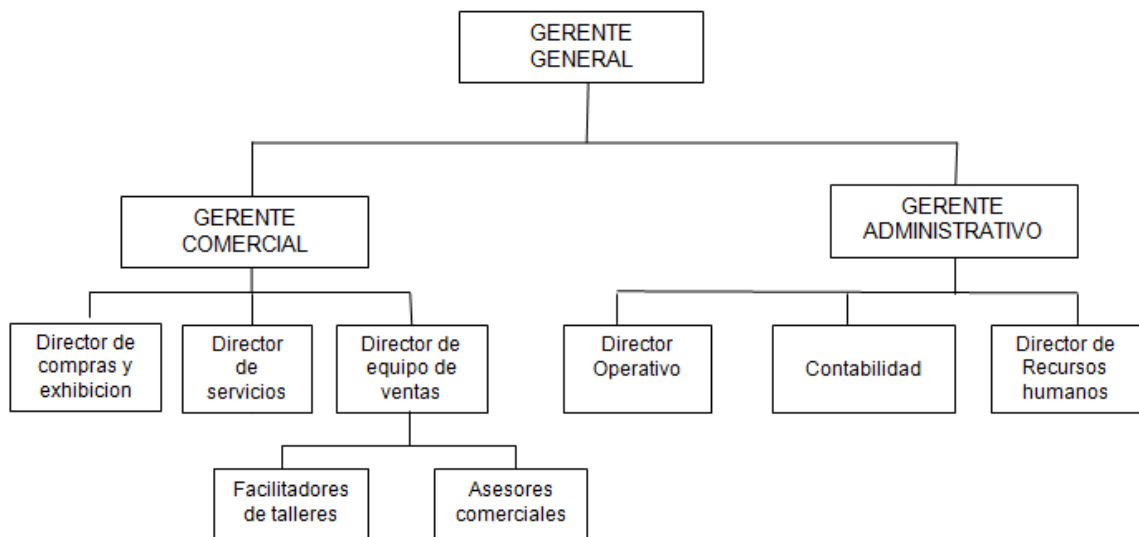 GERENTE
GENERAL
GERENTE
COMERCIAL
GERENTE
ADMINISTRATIVO
Director de
compras y
exhibicion
Director
de
servicios
Director de
equipo de
ventas
Director
Operativo
Contabilidad
Director de
Recursos
humanos
Facilitadores
de talleres
Asesores
comerciales